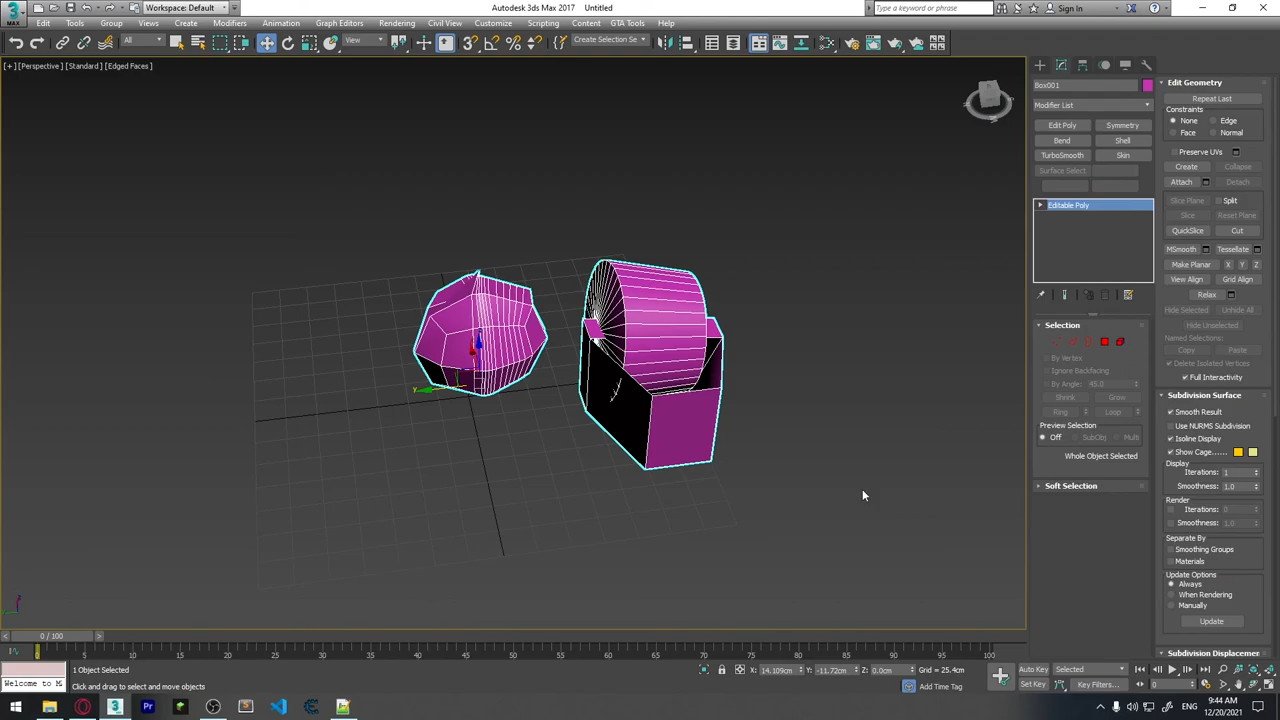 3 MAX
Workspace: Default
Autodesk 3ds Max 2017    Untitled
Type a keyword or phrase
Sign In
Edit Tools Group Views Create Modifiers Animation Graph Editors Rendering Civil View Customize Scripting Content GTA Tools Help
All
View
Create Selection Se
[+] [Perspective] [Standard] [Edged Faces]
Box001
Modifier List
Edit Poly Symmetry
Bend Shell
TurboSmooth Skin
Surface Select
Editable Poly
Selection
By Vertex
Ignore Backfacing
By Angle: 45.0
Shrink Grow
Ring Loop
Preview Selection
Off SubObj Multi
Whole Object Selected
Soft Selection
Edit Geometry
Repeat Last
Constraints
None Edge
Face Normal
Preserve UVs
Create Collapse
Attach Detach
Slice Plane Split
Slice Reset Plane
QuickSlice Cut
MSmooth Tessellate
Make Planar X Y Z
View Align Grid Align
Relax
Hide Selected Unhide All
Hide Unselected
Named Selections:
Copy Paste
Delete Isolated Vertices
Full Interactivity
Subdivision Surface
Smooth Result
Use NURMS Subdivision
Isoline Display
Show Cage......
Display
Iterations: 1
Smoothness: 1.0
Render
Iterations: 0
Smoothness: 1.0
Separate By
Smoothing Groups
Materials
Update Options
Always
When Rendering
Manually
Update
Subdivision Displacemen
y
z
0 / 100
0 5 10 15 20 25 30 35 40 45 50 55 60 65 70 75 80 85 90 95 100
1 Object Selected
X: 14.109cm Y: -11.72cm Z: 0.0cm Grid = 25.4cm
Auto Key Selected
Welcome to M
Click and drag to select and move objects
Add Time Tag
Set Key Key Filters...
0
ENG
9:44 AM
12/20/2021